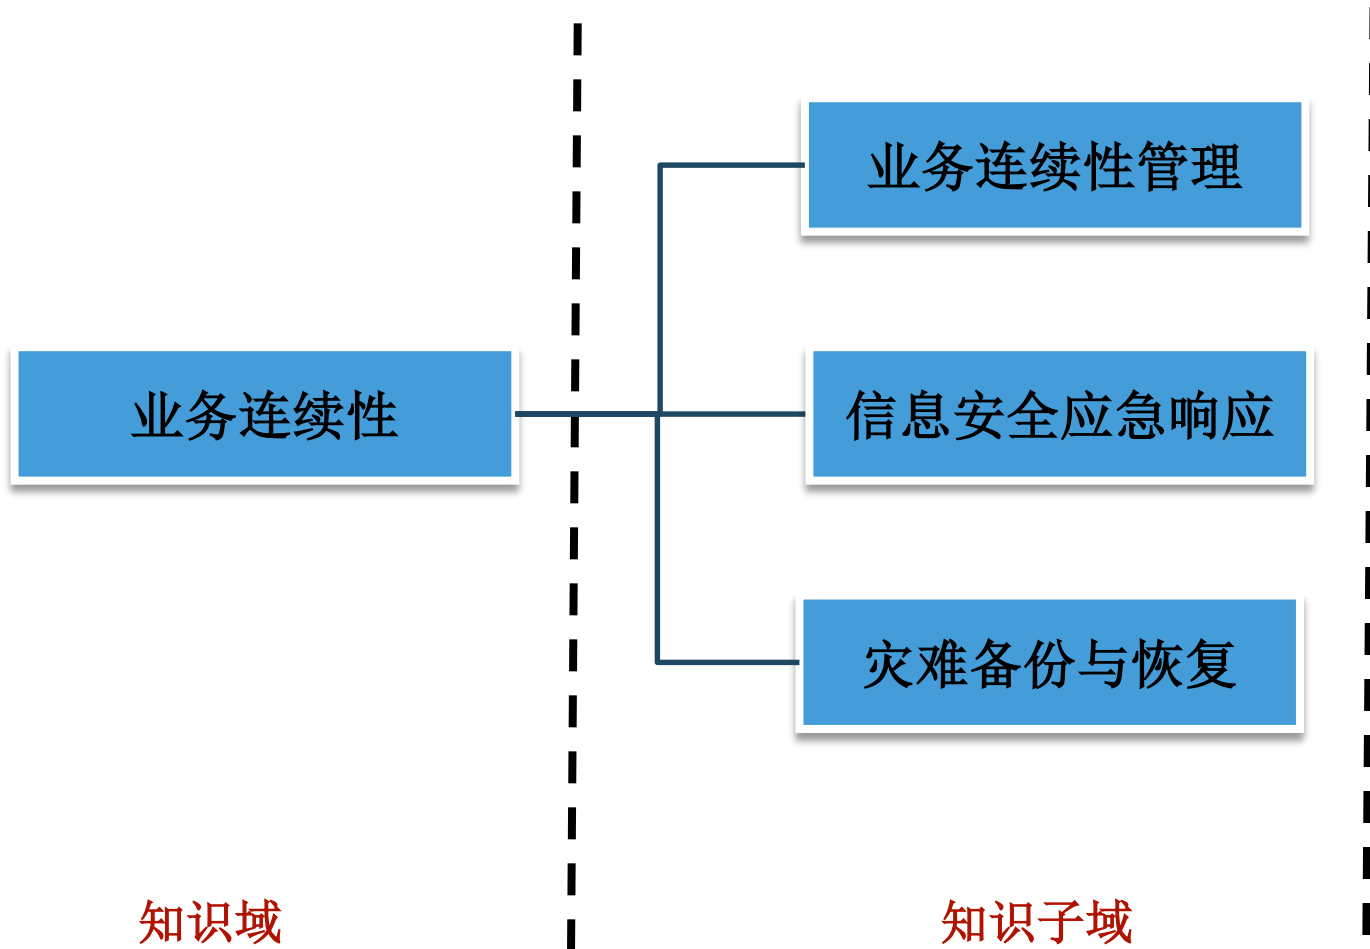 业务连续性管理
业务连续性
信息安全应急响应
灾难备份与恢复
知识域
知识子域